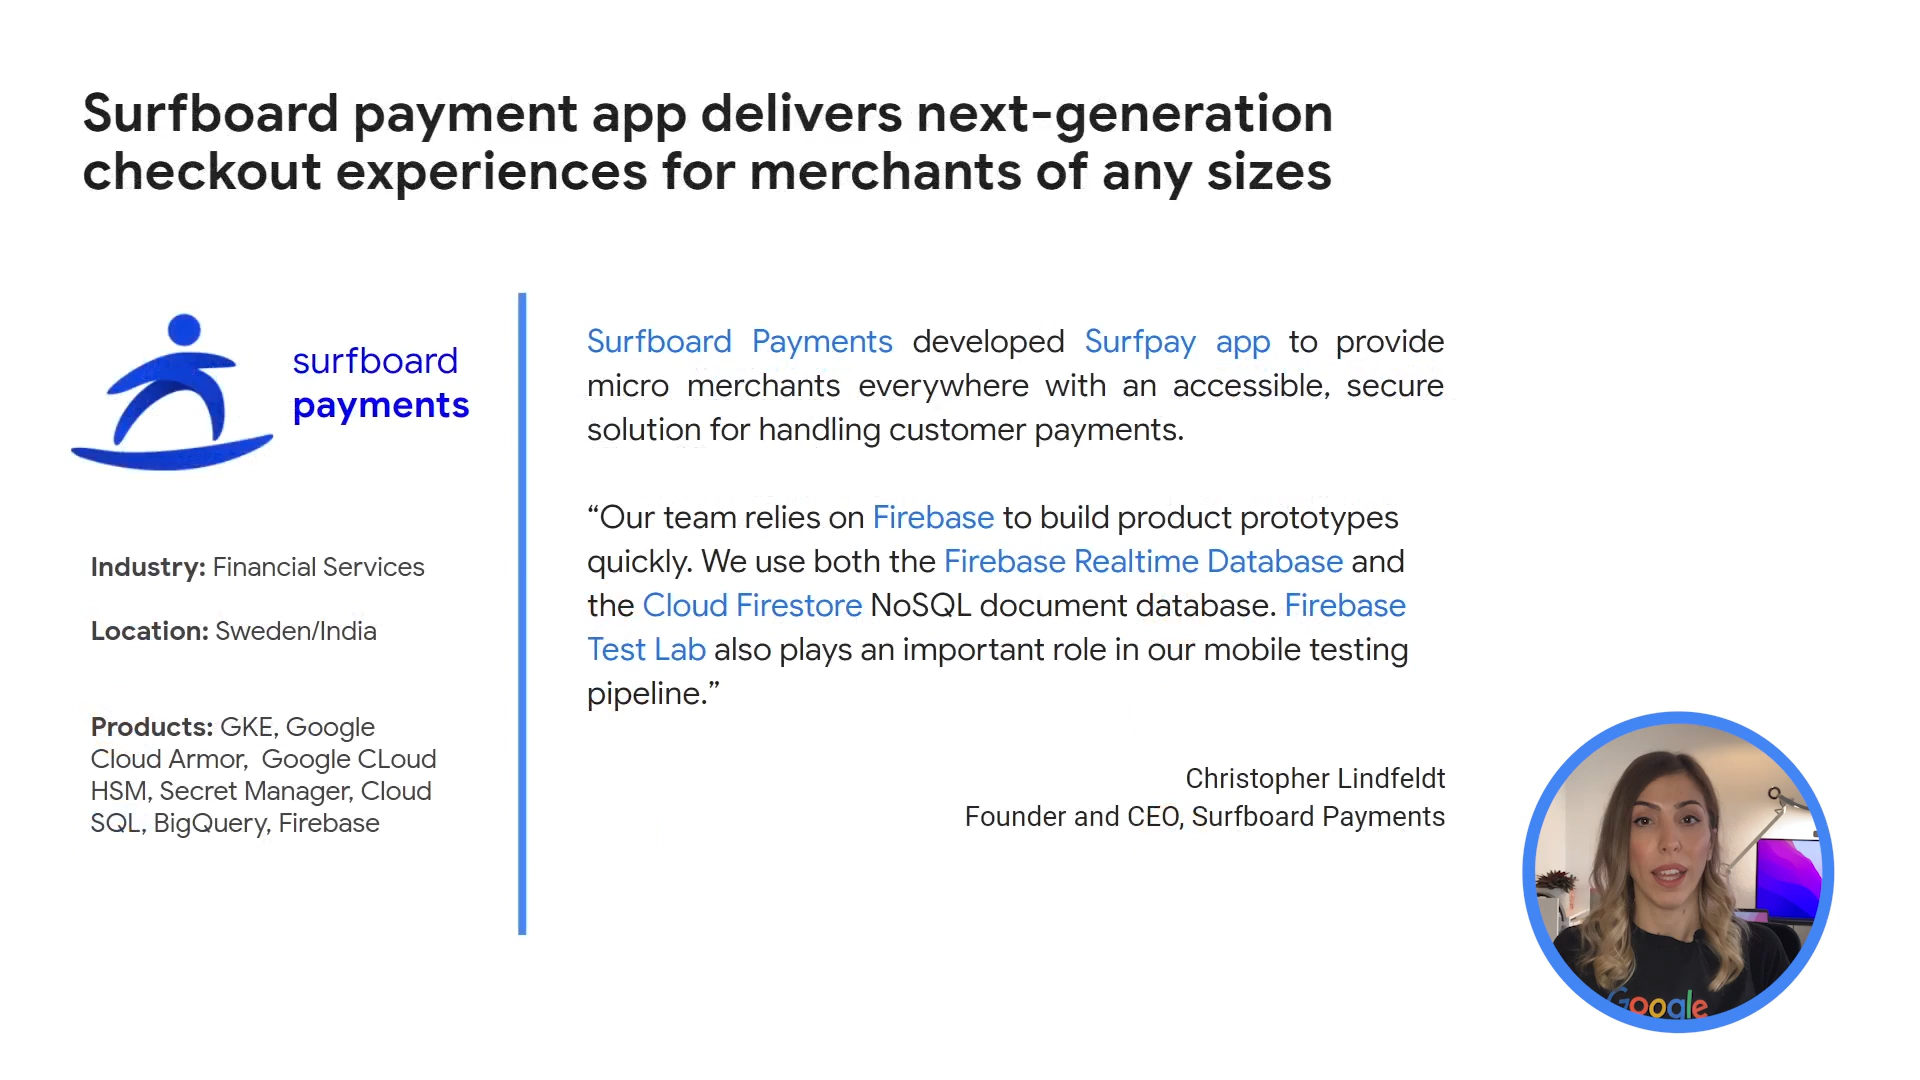 Surfboard payment app delivers next-generation
checkout experiences for merchants of any sizes
surfboard
payments
Industry: Financial Services
Location: Sweden/India
Products: GKE, Google
Cloud Armor,  Google CLoud
HSM, Secret Manager, Cloud
SQL, BigQuery, Firebase
Surfboard Payments developed Surfpay app to provide
micro merchants everywhere with an accessible, secure
solution for handling customer payments.
“Our team relies on Firebase to build product prototypes
quickly. We use both the Firebase Realtime Database and
the Cloud Firestore NoSQL document database. Firebase
Test Lab also plays an important role in our mobile testing
pipeline.”
Christopher Lindfeldt
Founder and CEO, Surfboard Payments
Google